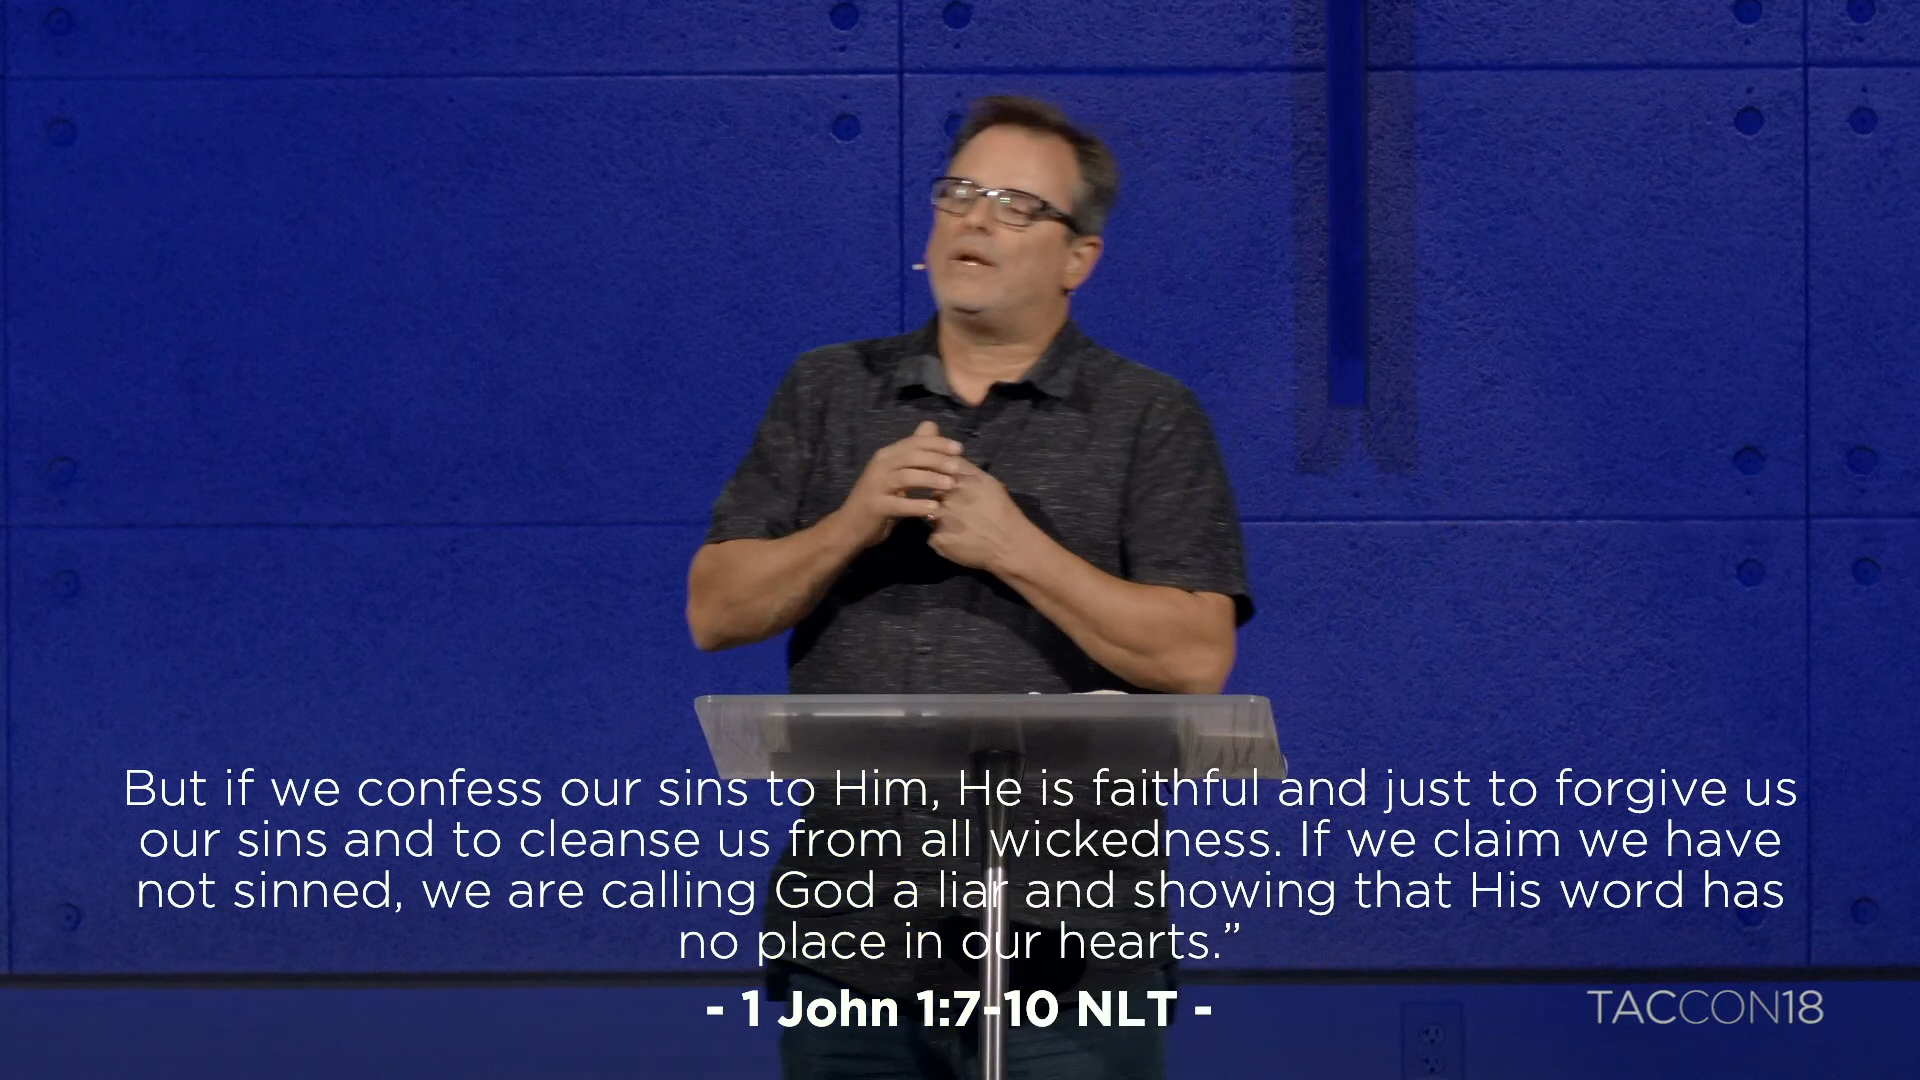 But if we confess our sins to Him, He is faithful and just to forgive us
our sins and to cleanse us from all wickedness. If we claim we have
not sinned, we are calling God a liar and showing that His word has
no place in our hearts.”
- 1 John 1:7-10 NLT -
TACCON18